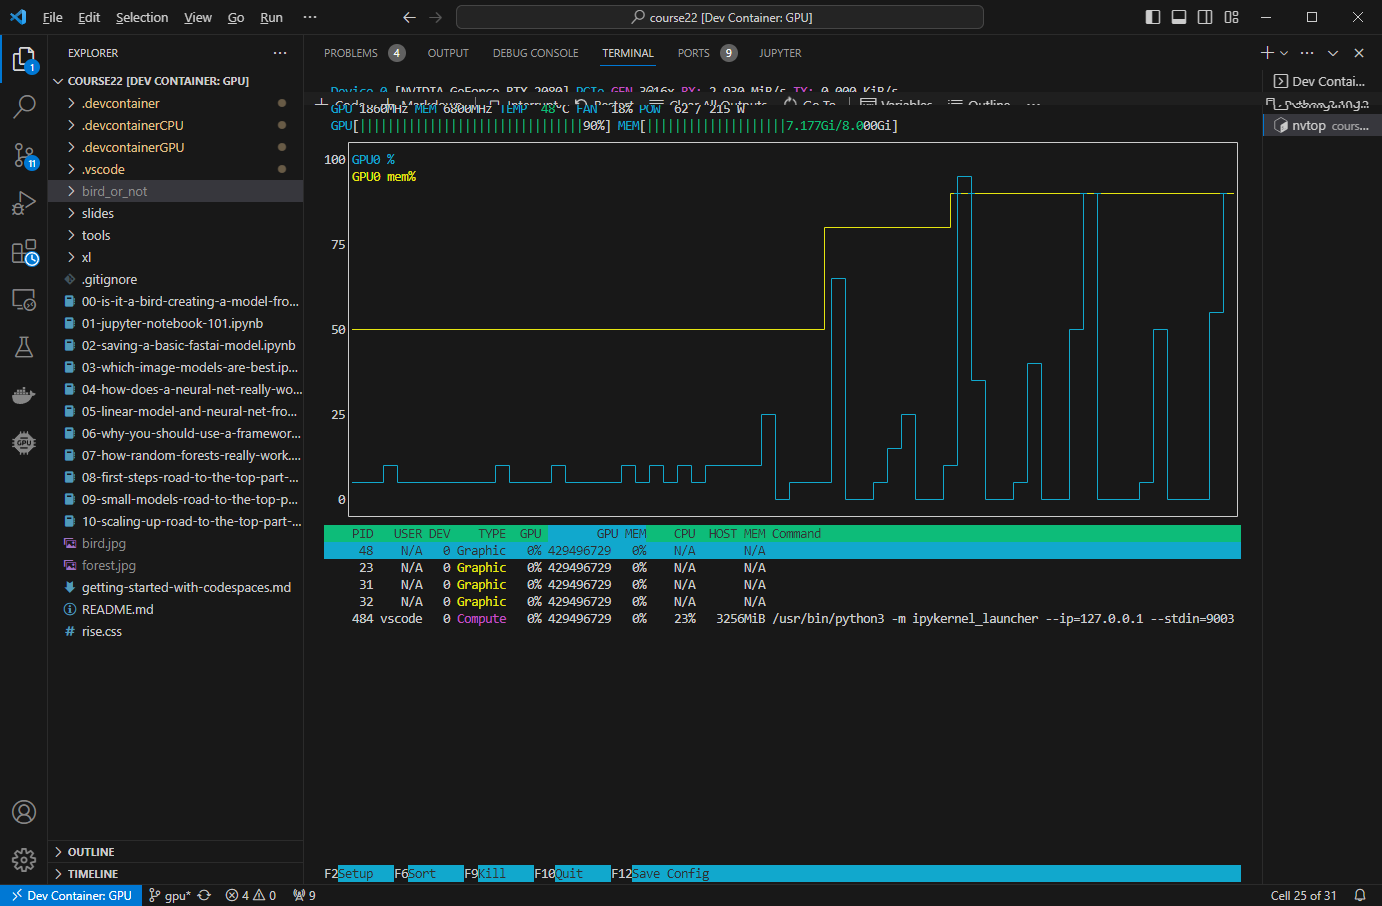 File Edit Selection View Go Run ··· course22 [Dev Container: GPU]
EXPLORER ···
COURSE22 [DEV CONTAINER: GPU]
.devcontainer
.devcontainerCPU
.devcontainerGPU
.vscode
bird_or_not
slides
tools
xl
.gitignore
00-is-it-a-bird-creating-a-model-fro...
01-jupyter-notebook-101.ipynb
02-saving-a-basic-fastai-model.ipynb
03-which-image-models-are-best.ip...
04-how-does-a-neural-net-really-wo...
05-linear-model-and-neural-net-fro...
06-why-you-should-use-a-framewor...
07-how-random-forests-really-work....
08-first-steps-road-to-the-top-part-...
09-small-models-road-to-the-top-p...
10-scaling-up-road-to-the-top-part-...
bird.jpg
forest.jpg
getting-started-with-codespaces.md
README.md
rise.css
OUTLINE
TIMELINE
1
11
GPU
PROBLEMS 4 OUTPUT DEBUG CONSOLE TERMINAL PORTS 9 JUPYTER
Device 0 [NVIDIA GeForce RTX 2080] PCIe GEN 3@16x RX: 2.930 MiB/s TX: 0.000 KiB/s
GPU 1860MHz MEM 6800MHz TEMP 48°C FAN 18% POW 62 / 215 W
GPU[||||||||||||||||||||||||||||||||90%] MEM[||||||||||||||||||||7.177Gi/8.000Gi]
100 GPU0 %
GPU0 mem%
75
50
25
0
PID USER DEV TYPE GPU GPU MEM CPU HOST MEM Command
48 N/A 0 Graphic 0% 429496729 0% N/A N/A
23 N/A 0 Graphic 0% 429496729 0% N/A N/A
31 N/A 0 Graphic 0% 429496729 0% N/A N/A
32 N/A 0 Graphic 0% 429496729 0% N/A N/A
484 vscode 0 Compute 0% 429496729 0% 23% 3256MiB /usr/bin/python3 -m ipykernel_launcher --ip=127.0.0.1 --stdin=9003
F2Setup F6Sort F9Kill F10Quit F12Save Config
Dev Contai...
nvtop cours...
Dev Container: GPU gpu* 4 0 9 Cell 25 of 31